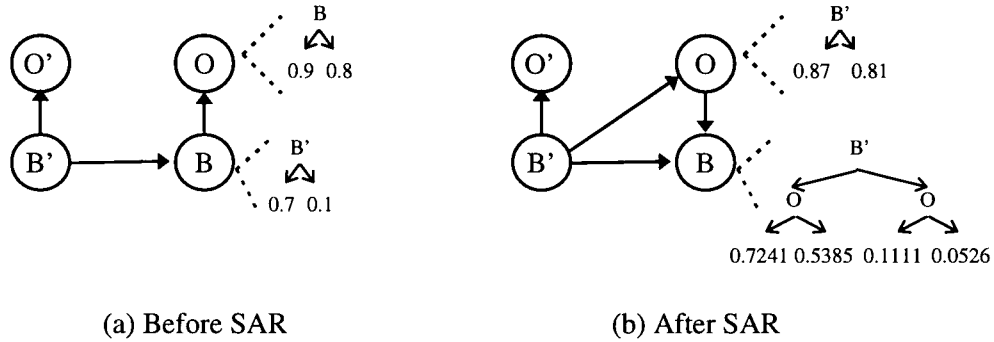 B
O' O
0.9 0.8
B'
B' B
0.7 0.1
(a) Before SAR
B'
O' O
0.87 0.81
B'
B' B
O O
0.7241 0.5385 0.1111 0.0526
(b) After SAR